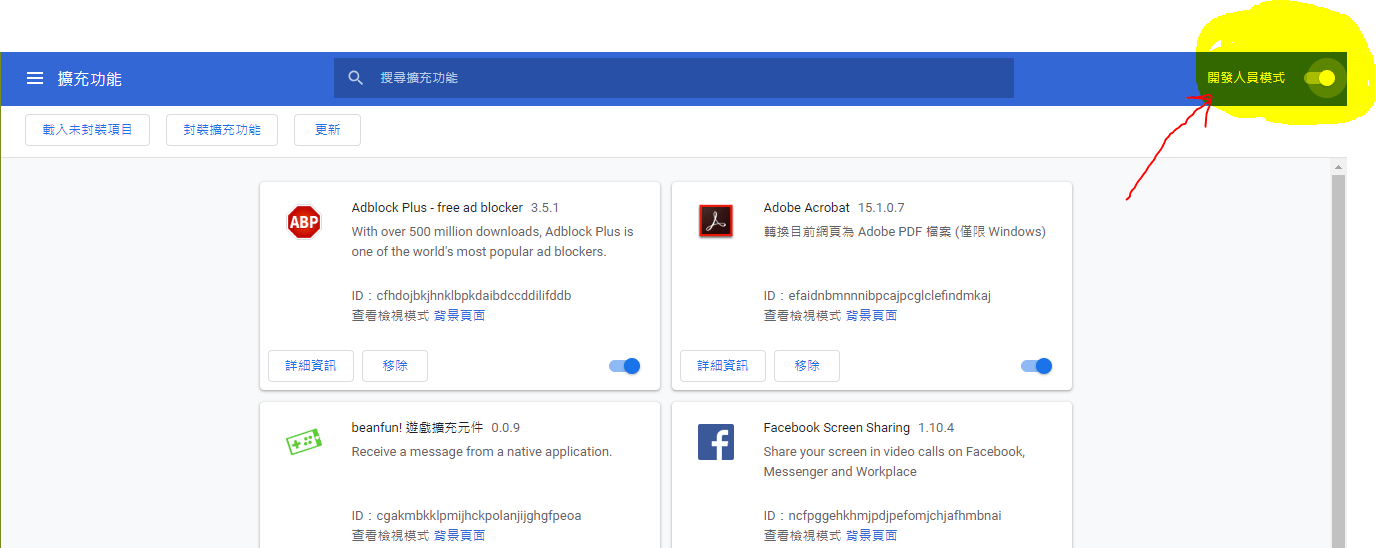 擴充功能
搜尋擴充功能
開發人員模式
載入未封裝項目
封裝擴充功能
更新
ABP
Adblock Plus - free ad blocker 3.5.1
With over 500 million downloads, Adblock Plus is
one of the world's most popular ad blockers.
ID：cfhdojbkjhnklbpkdaibdccddilifddb
查看檢視模式 背景頁面
詳細資訊
移除
Adobe Acrobat 15.1.0.7
轉換目前網頁為 Adobe PDF 檔案 (僅限 Windows)
ID：efaidnbmnnnibpcajpcglclefindmkaj
查看檢視模式 背景頁面
詳細資訊
移除
beanfun! 遊戲擴充元件 0.0.9
Receive a message from a native application.
ID：cgakmbkklpmijhckpolanjijghgfpeoa
查看檢視模式 背景頁面
Facebook Screen Sharing 1.10.4
Share your screen in video calls on Facebook,
Messenger and Workplace
ID：ncfpggehkhmjpdjpefomjchjafhmbnai
查看檢視模式 背景頁面